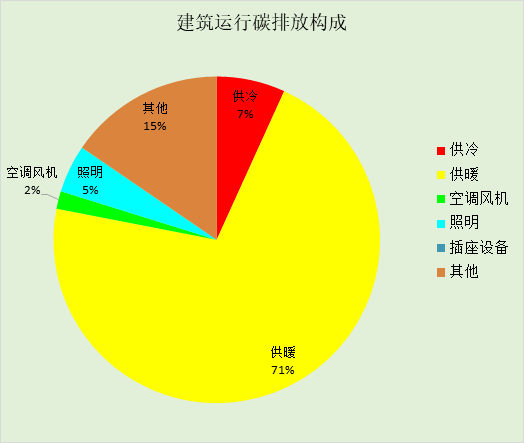 建筑运行碳排放构成
供冷
7%
其他
15%
空调风机
2%
照明
5%
供暖
71%
供冷
供暖
空调风机
照明
插座设备
其他